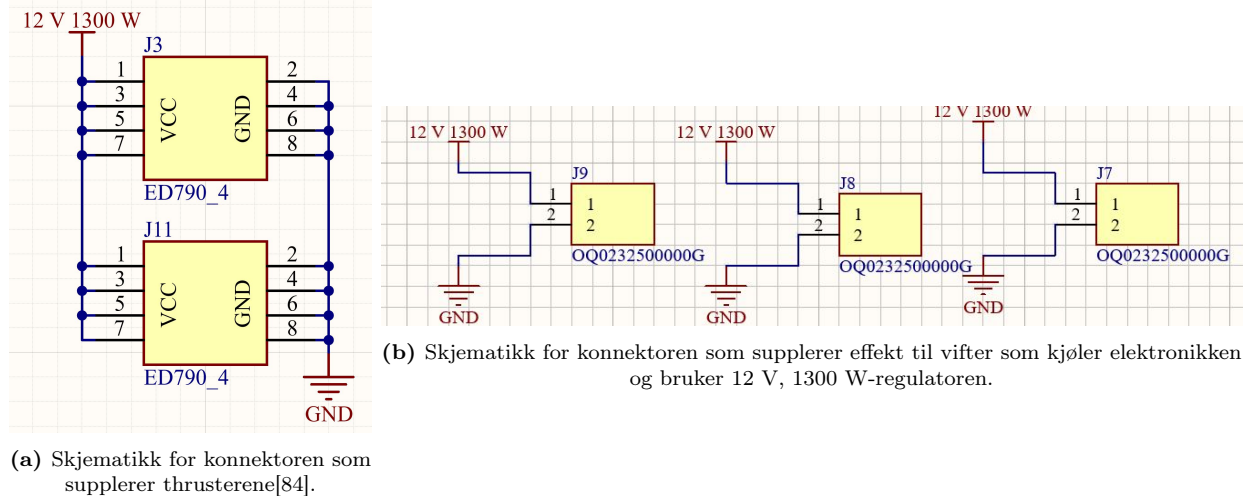 12 V 1300 W
J3
1 2
3 4
5 6
7 8
VCC
GND
ED790_4
J11
1 2
3 4
5 6
7 8
VCC
GND
ED790_4
GND
(a) Skjematikk for konnektoren som
supplerer thrusterene[84].
12 V 1300 W
J9
1 1
2 2
OQ0232500000G
GND
12 V 1300 W
J8
1 1
2 2
OQ0232500000G
GND
12 V 1300 W
J7
1 1
2 2
OQ0232500000G
GND
(b) Skjematikk for konnektoren som supplerer effekt til vifter som kjøler elektronikken
og bruker 12 V, 1300 W-regulatoren.